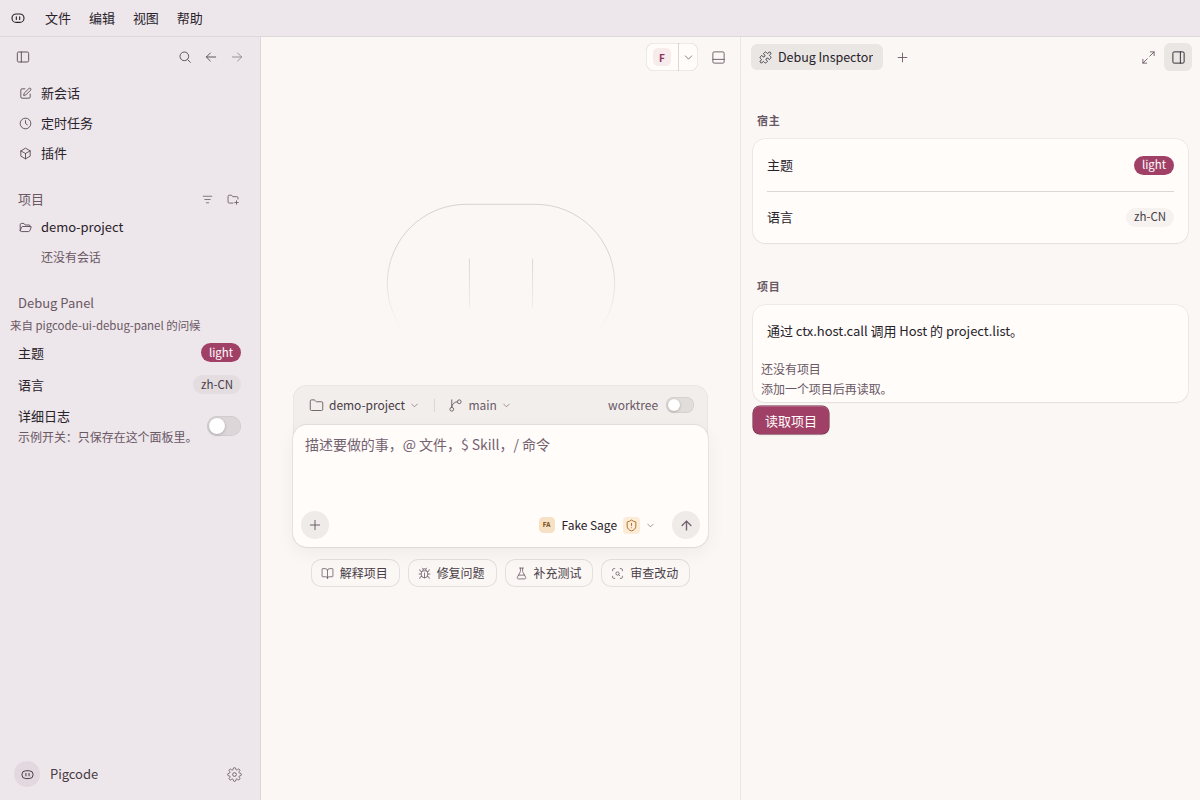 文件 编辑 视图 帮助
新会话
定时任务
插件
项目
demo-project
还没有会话
Debug Panel
来自 pigcode-ui-debug-panel 的问候
主题 light
语言 zh-CN
详细日志
示例开关：只保存在这个面板里。
Pigcode
F
demo-project main worktree
描述要做的事，@ 文件，$ Skill，/ 命令
FA Fake Sage
解释项目 修复问题 补充测试 审查改动
Debug Inspector
宿主
主题 light
语言 zh-CN
项目
通过 ctx.host.call 调用 Host 的 project.list。
还没有项目
添加一个项目后再读取。
读取项目